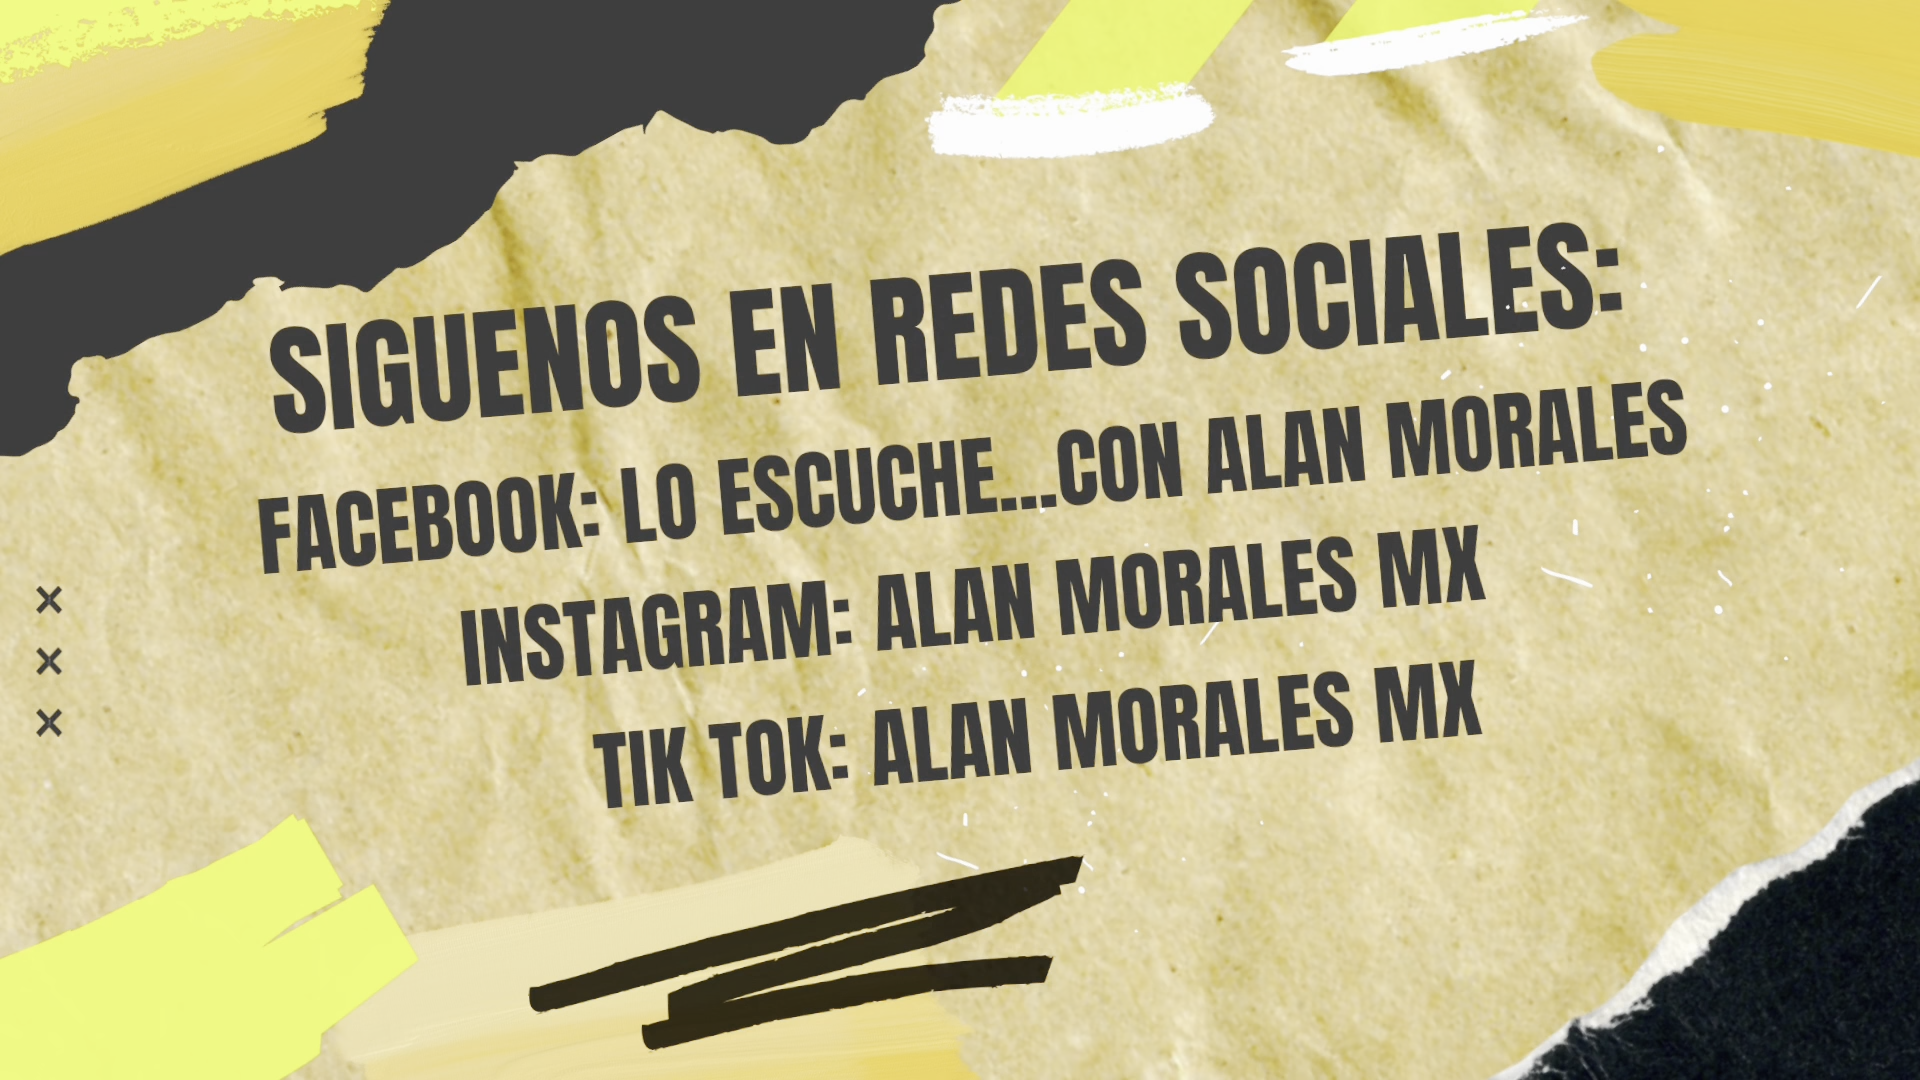 SIGUENOS EN REDES SOCIALES:
FACEBOOK: LO ESCUCHE...CON ALAN MORALES
INSTAGRAM: ALAN MORALES MX
TIK TOK: ALAN MORALES MX